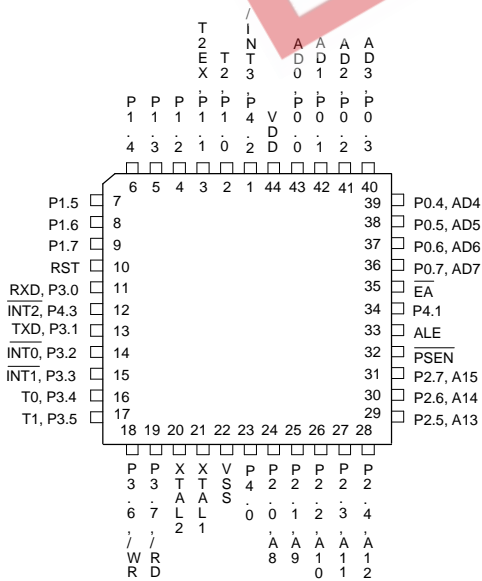 P1.4
P1.3
P1.2
T2EX,P1.1
T2,P1.0
/INT3,P4.2
VDD
AD0,P0.0
AD1,P0.1
AD2,P0.2
AD3,P0.3
6 5 4 3 2 1 44 43 42 41 40
P1.5 7
P1.6 8
P1.7 9
RST 10
RXD, P3.0 11
INT2, P4.3 12
TXD, P3.1 13
INT0, P3.2 14
INT1, P3.3 15
T0, P3.4 16
T1, P3.5 17
39 P0.4, AD4
38 P0.5, AD5
37 P0.6, AD6
36 P0.7, AD7
35 EA
34 P4.1
33 ALE
32 PSEN
31 P2.7, A15
30 P2.6, A14
29 P2.5, A13
18 19 20 21 22 23 24 25 26 27 28
P3.6,/WR
P3.7,/RD
XTAL2
XTAL1
VSS
P4.0
P2.0,A8
P2.1,A9
P2.2,A10
P2.3,A11
P2.4,A12